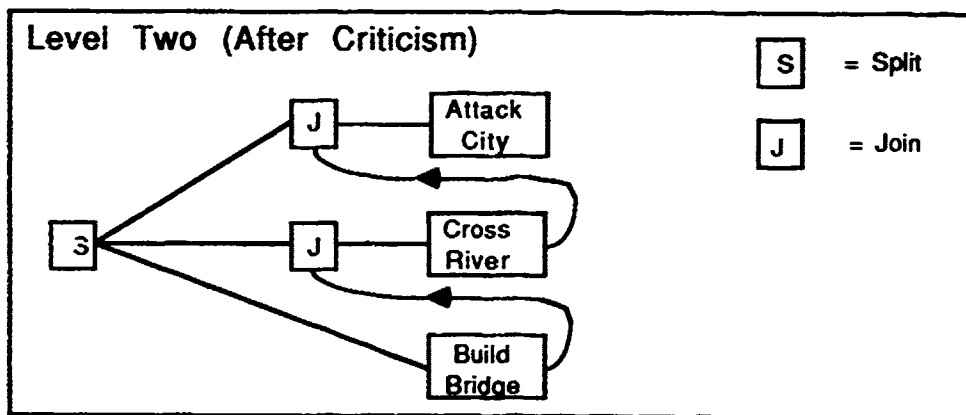 Level Two (After Criticism)
S = Split
J = Join
J
Attack
City
S
J
Cross
River
Build
Bridge